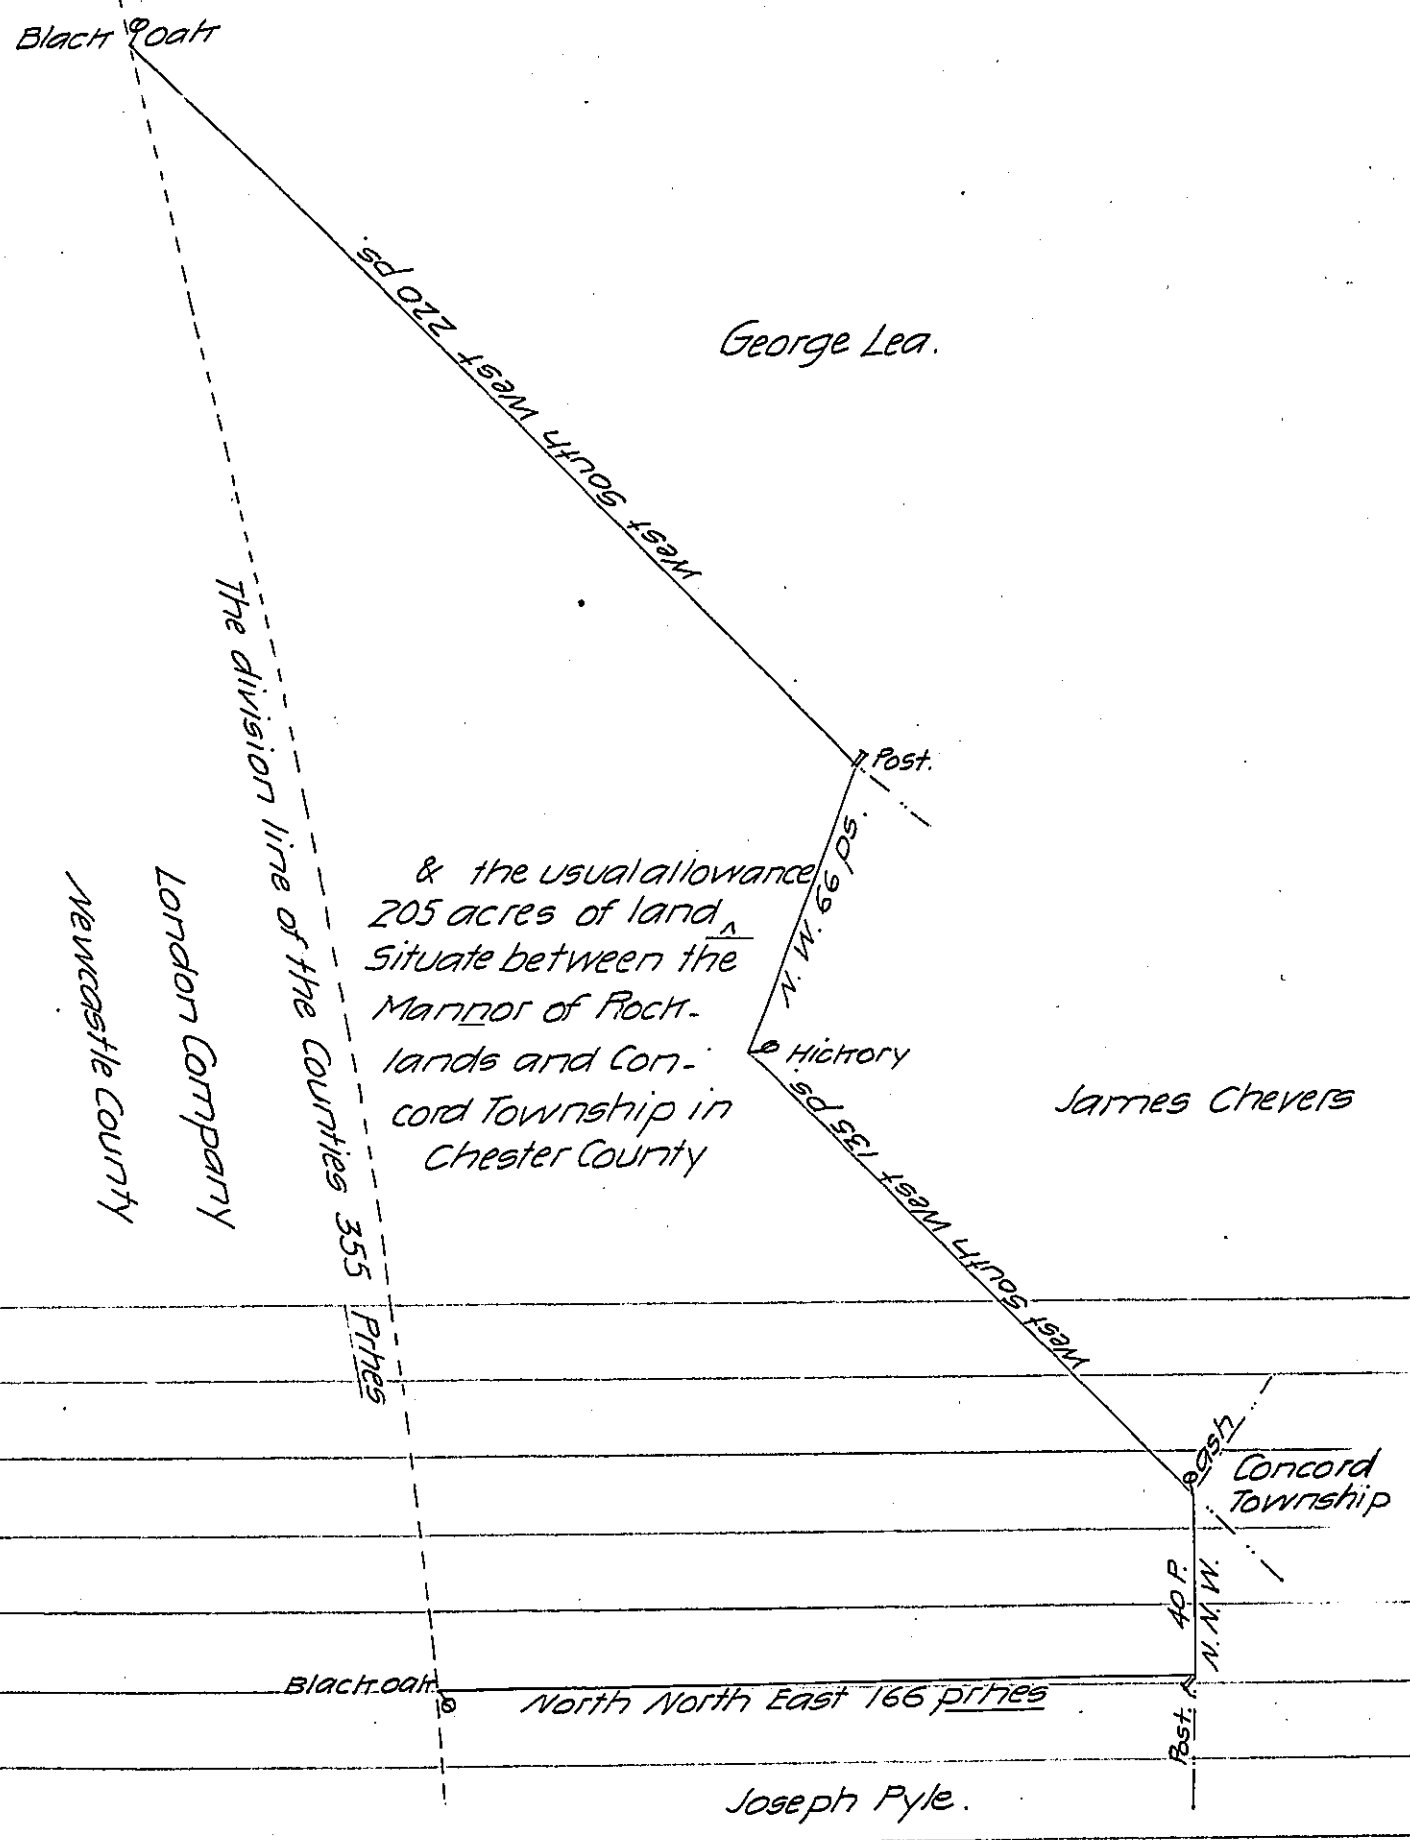 Black oak
West South West 220 ps.
George Lea.
Post.
N. W. 99 ps.
The division line of the Counties 355 Prhes
London Company
Newcastle County
& the usual allowance
205 acres of land ^
Situate between the
Mannor of Rock-
lands and Con-
cord Township in
Chester County
Hickory
James Chevers
West South West 135 ps
ash
Concord
Township
40 P.
N. N. W.
Black oak
North North East 166 prhes
Post.
Joseph Pyle.